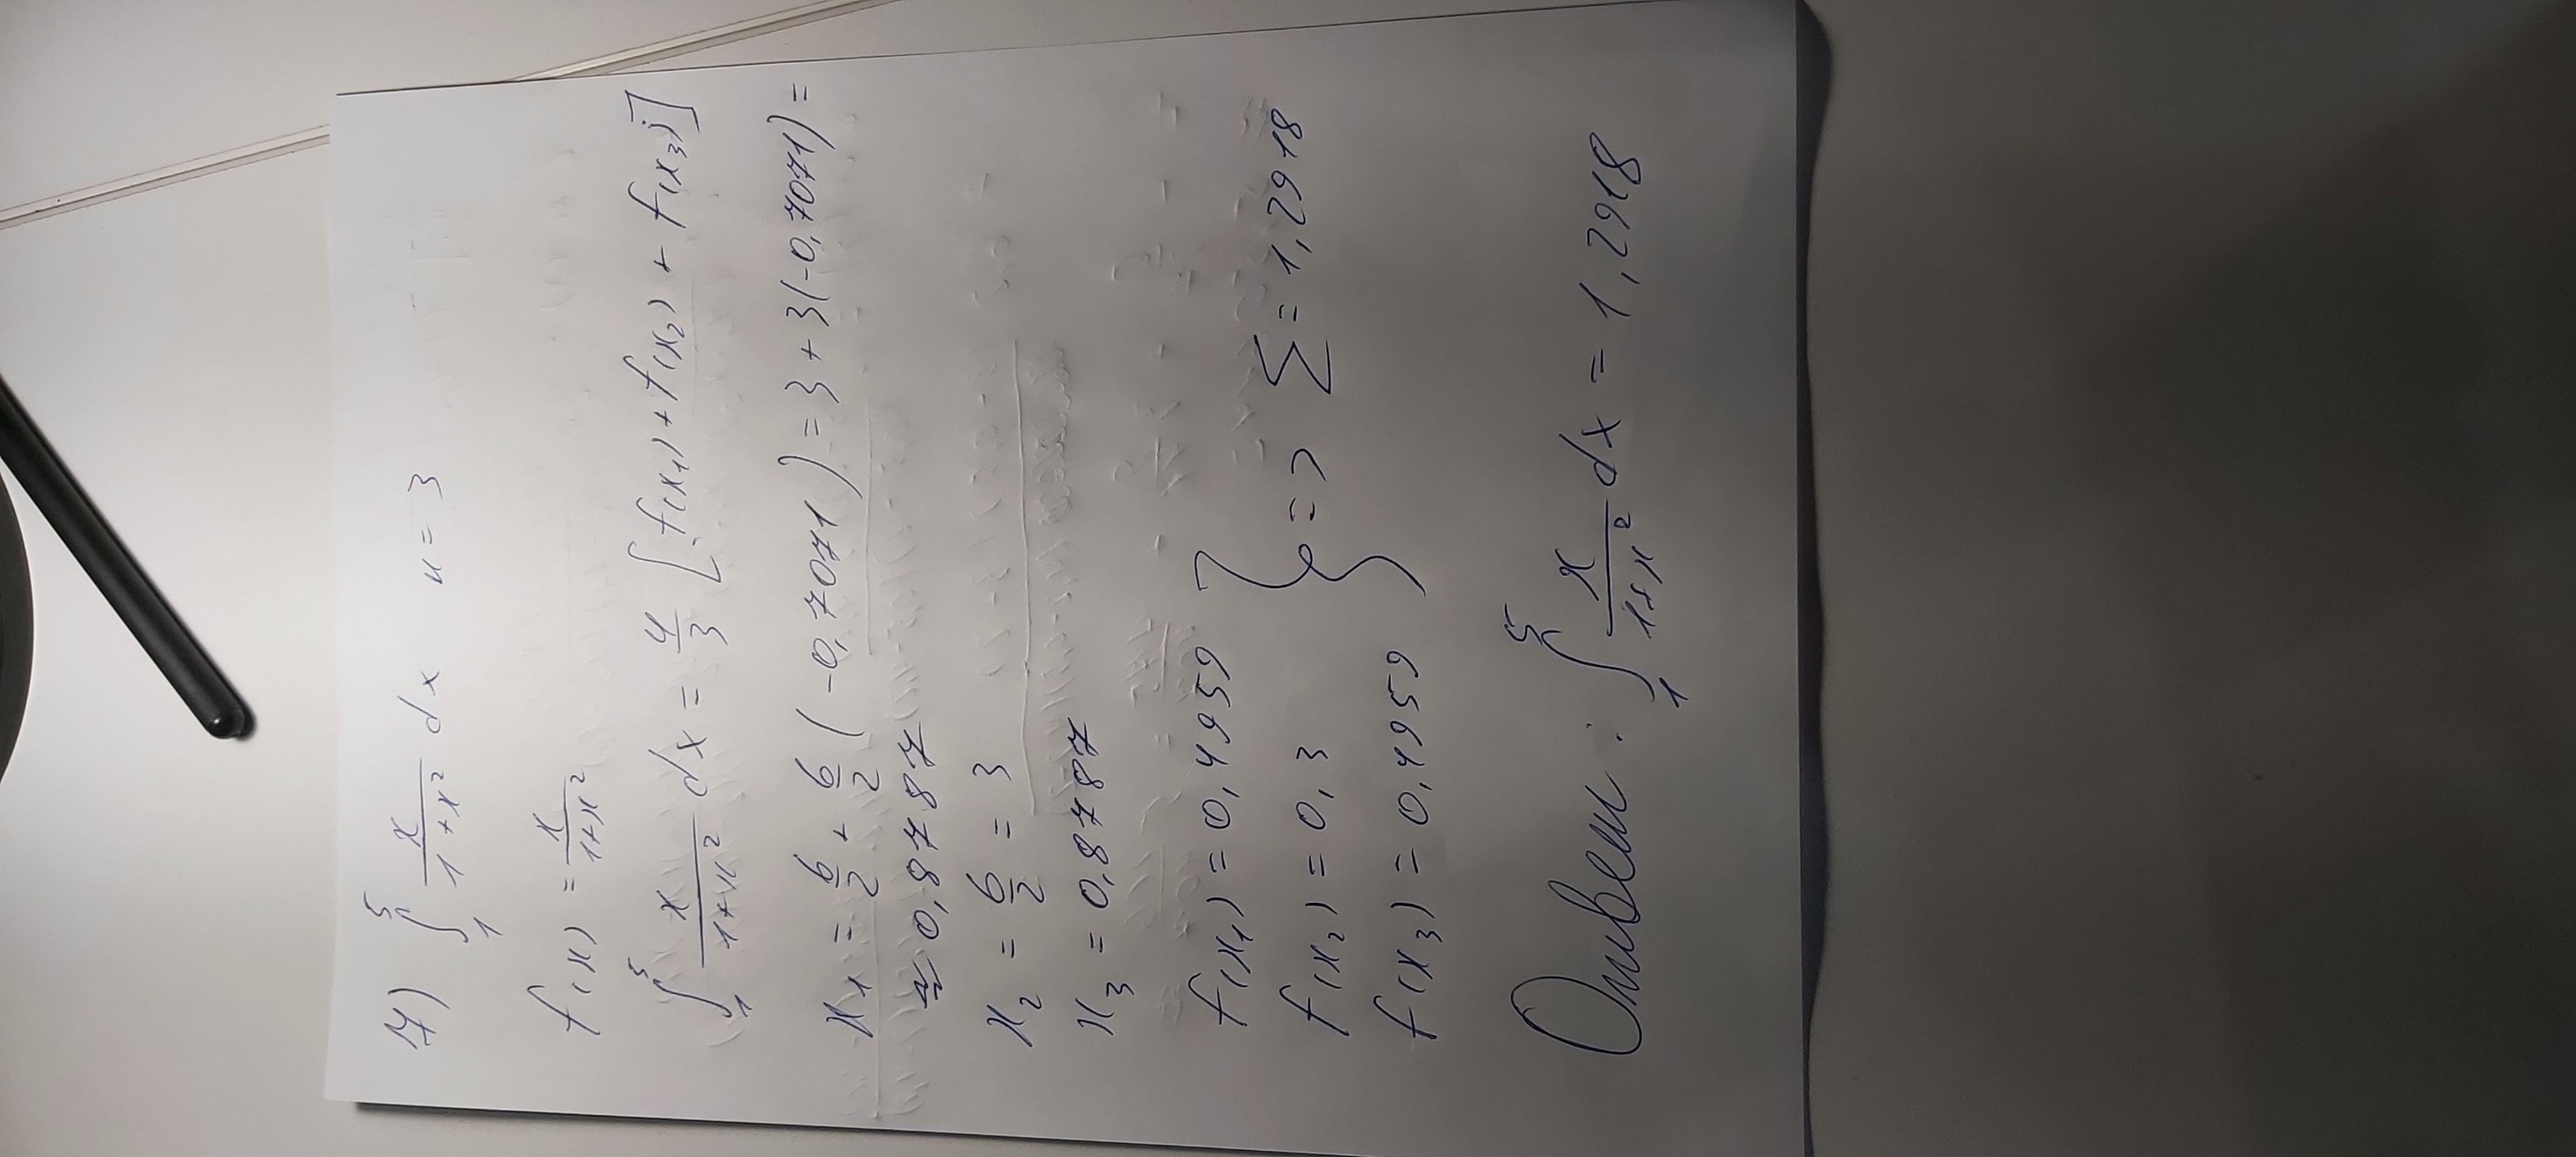 17) ∫₁⁵ x/(1+x²) dx n = 3
f(x) = x/(1+x²)
∫₁⁵ x/(1+x²) dx = 4/3 [f(x₁)+f(x₂)+f(x₃)]
x₁ = 6/2 + 6/2 (-0,7071) = 3 + 3(-0,7071) =
≈ 0,8787
x₂ = 6/2 = 3
x₃ = 0,8787
f(x₁) = 0,4959
f(x₂) = 0,3 } => Σ = 1,2918
f(x₃) = 0,4959
Ответ: ∫₁⁵ x/(1+x²) dx = 1,2918